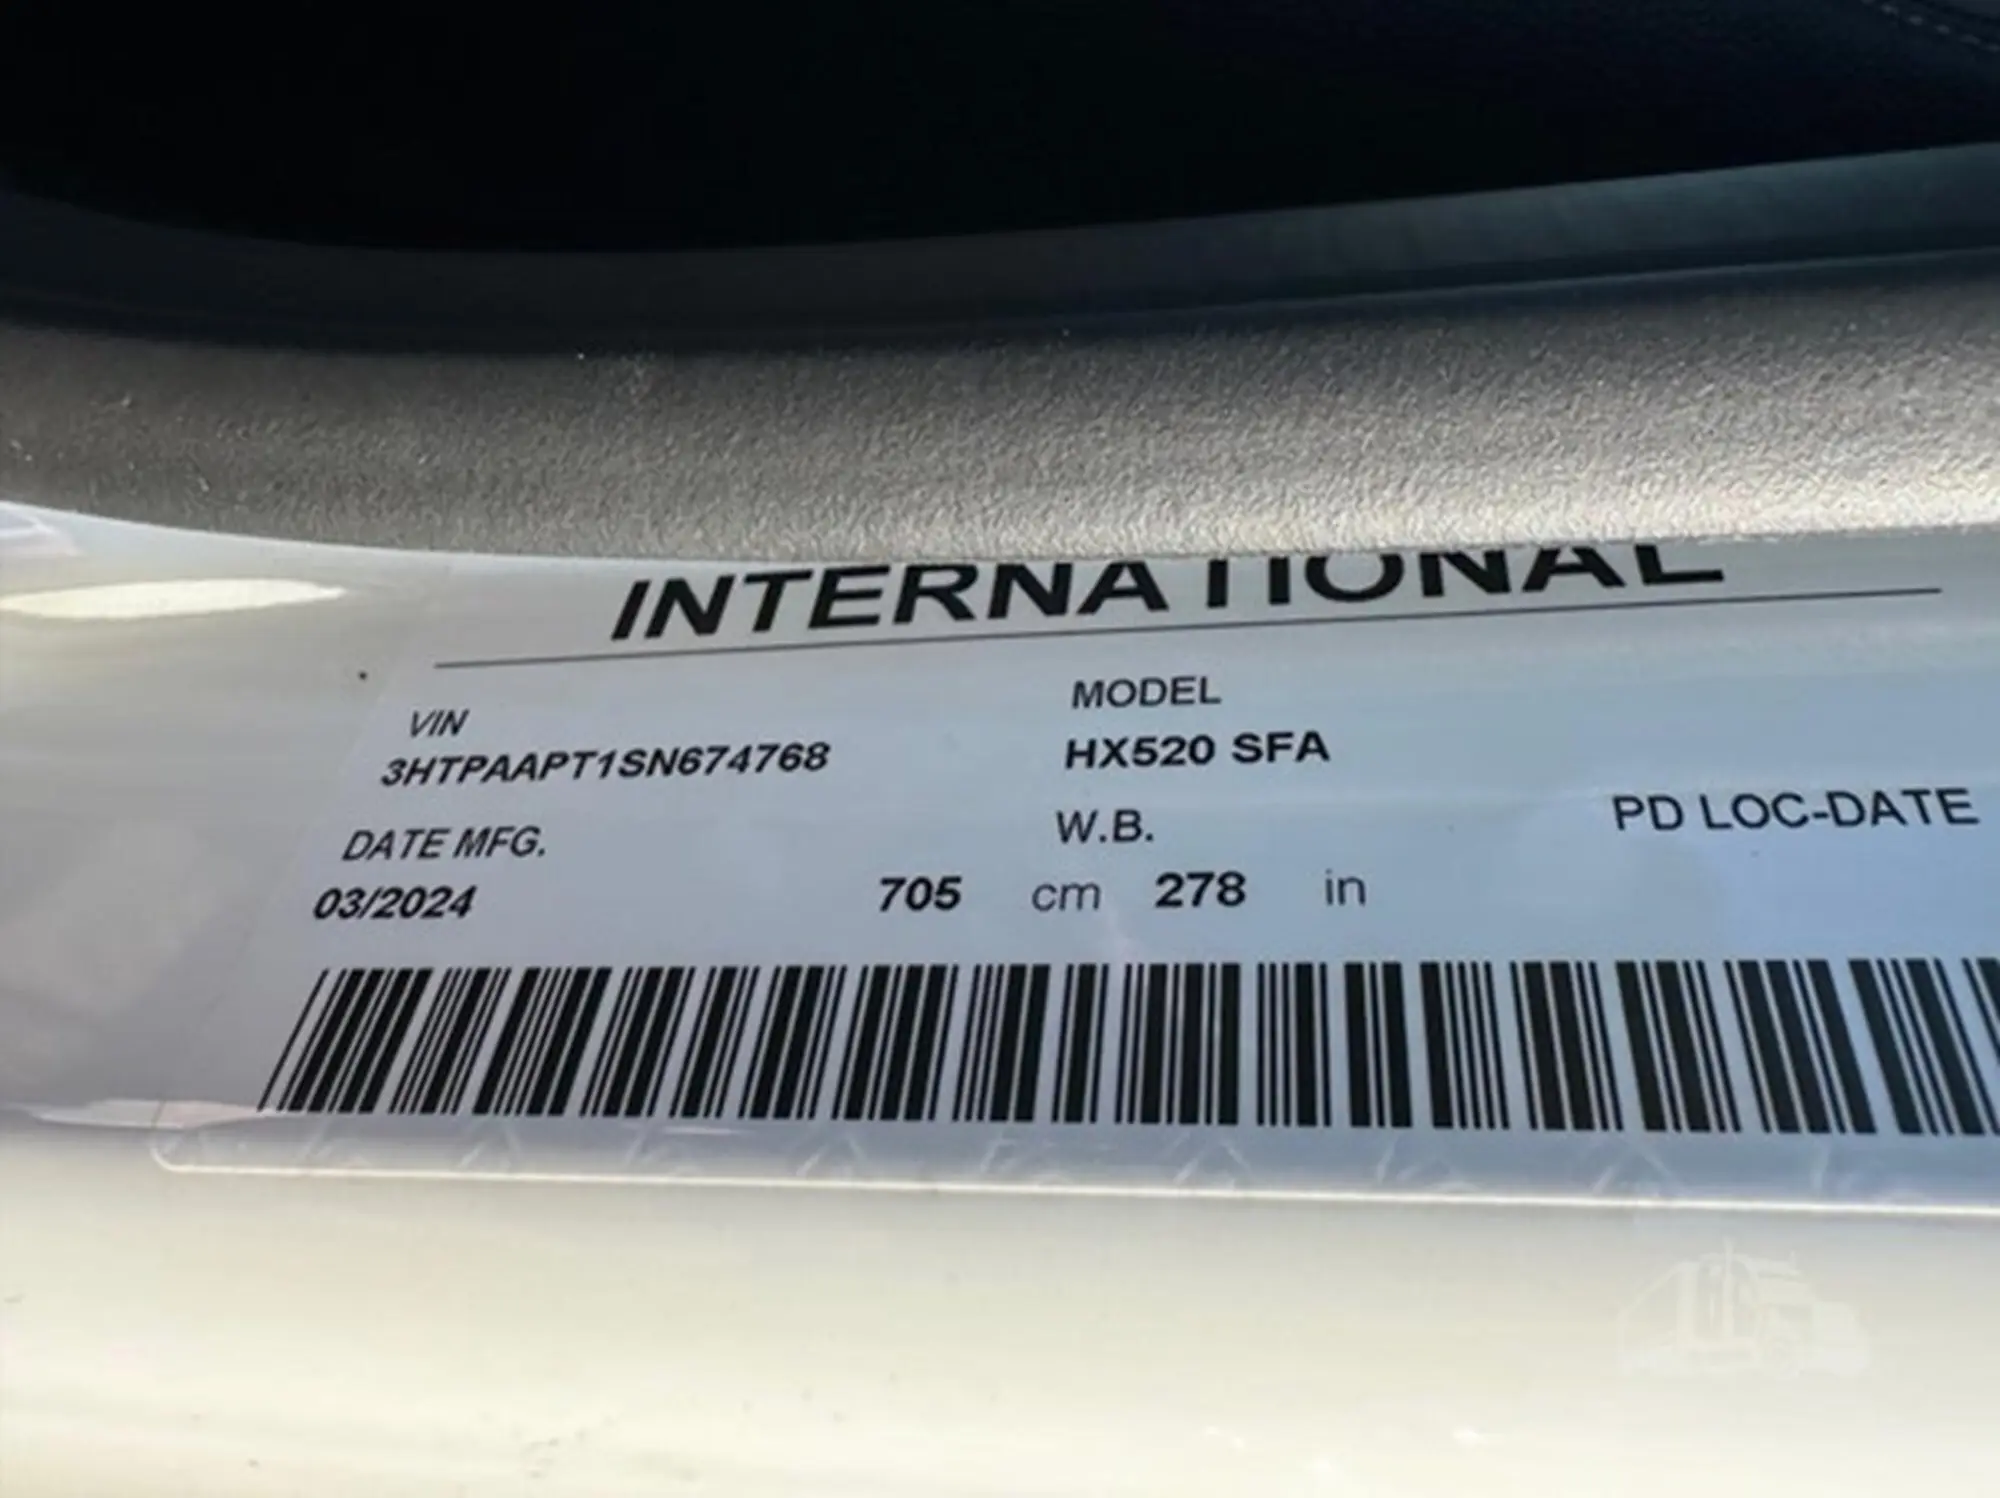 INTERNATIONAL
VIN
3HTPAAPT1SN674768
MODEL
HX520 SFA
DATE MFG.
03/2024
W.B.
705 cm 278 in
PD LOC-DATE